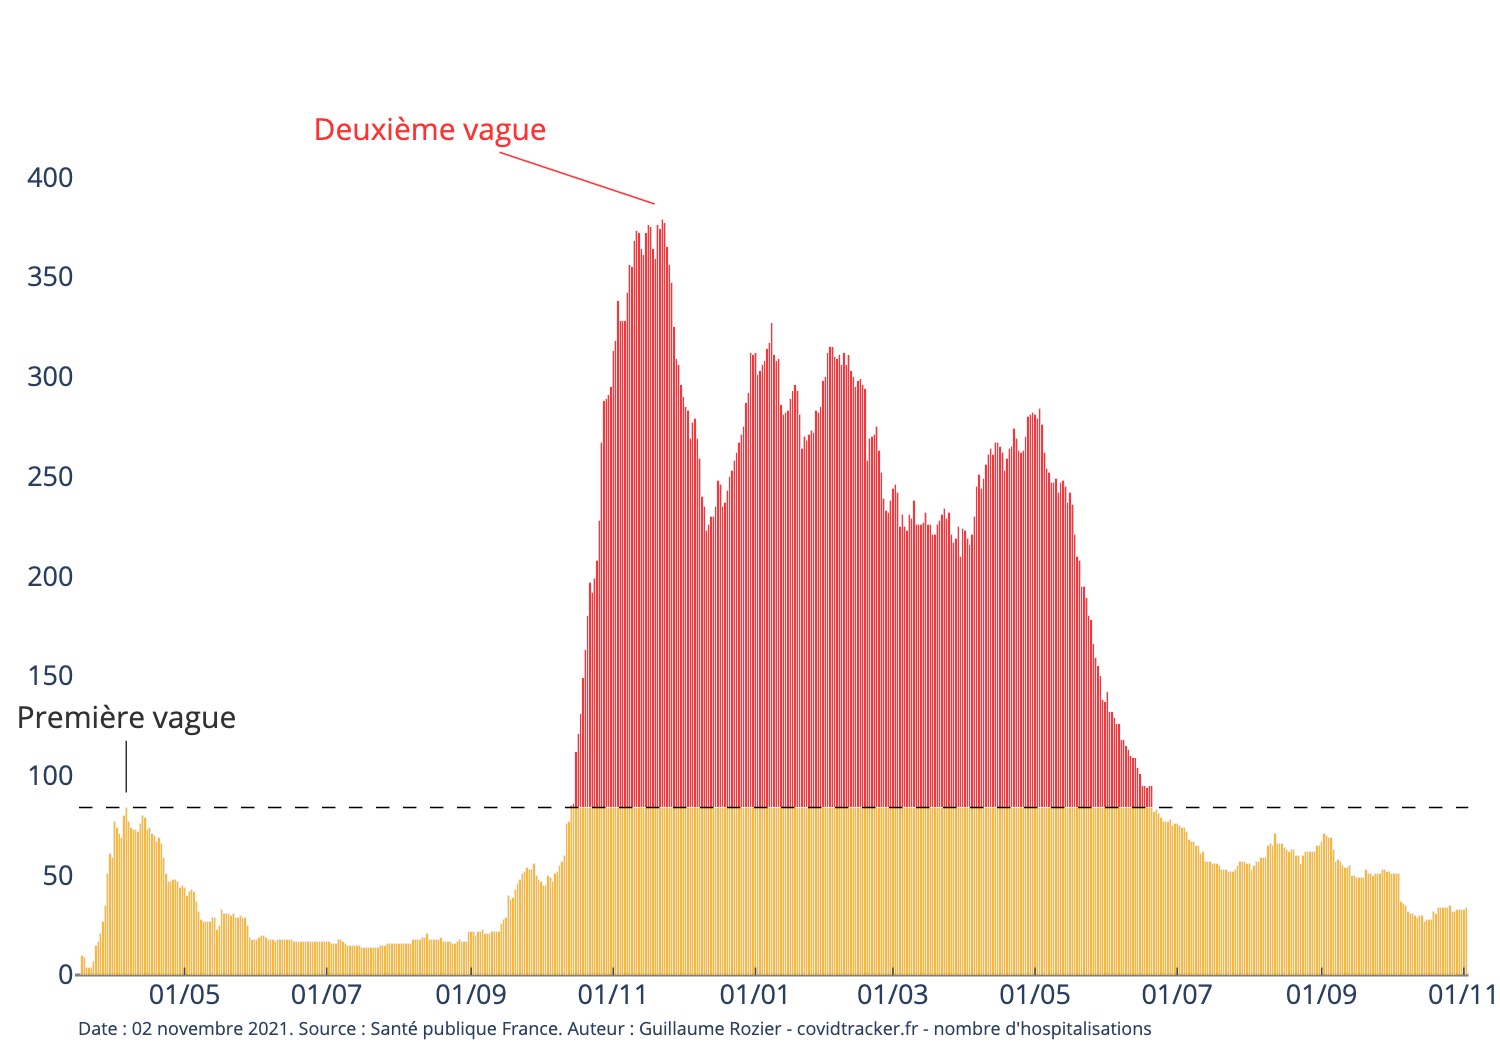 Deuxième vague
400
350
300
250
200
150
Première vague
100
50
0
01/05 01/07 01/09 01/11 01/01 01/03 01/05 01/07 01/09 01/11
Date : 02 novembre 2021. Source : Santé publique France. Auteur : Guillaume Rozier - covidtracker.fr - nombre d'hospitalisations